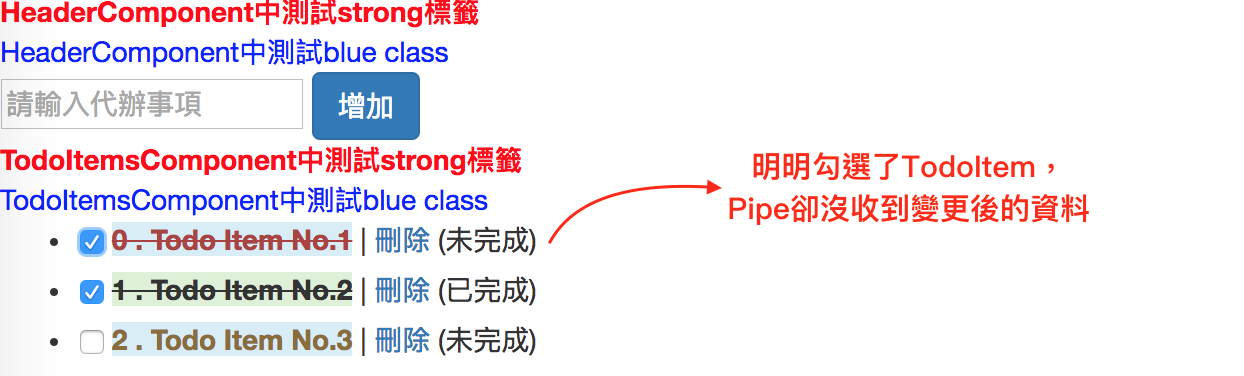 HeaderComponent中測試strong標籤
HeaderComponent中測試blue class
請輸入代辦事項 增加
TodoItemsComponent中測試strong標籤
TodoItemsComponent中測試blue class
0 . Todo Item No.1 | 刪除 (未完成)
1 . Todo Item No.2 | 刪除 (已完成)
2 . Todo Item No.3 | 刪除 (未完成)
明明勾選了TodoItem，
Pipe卻沒收到變更後的資料